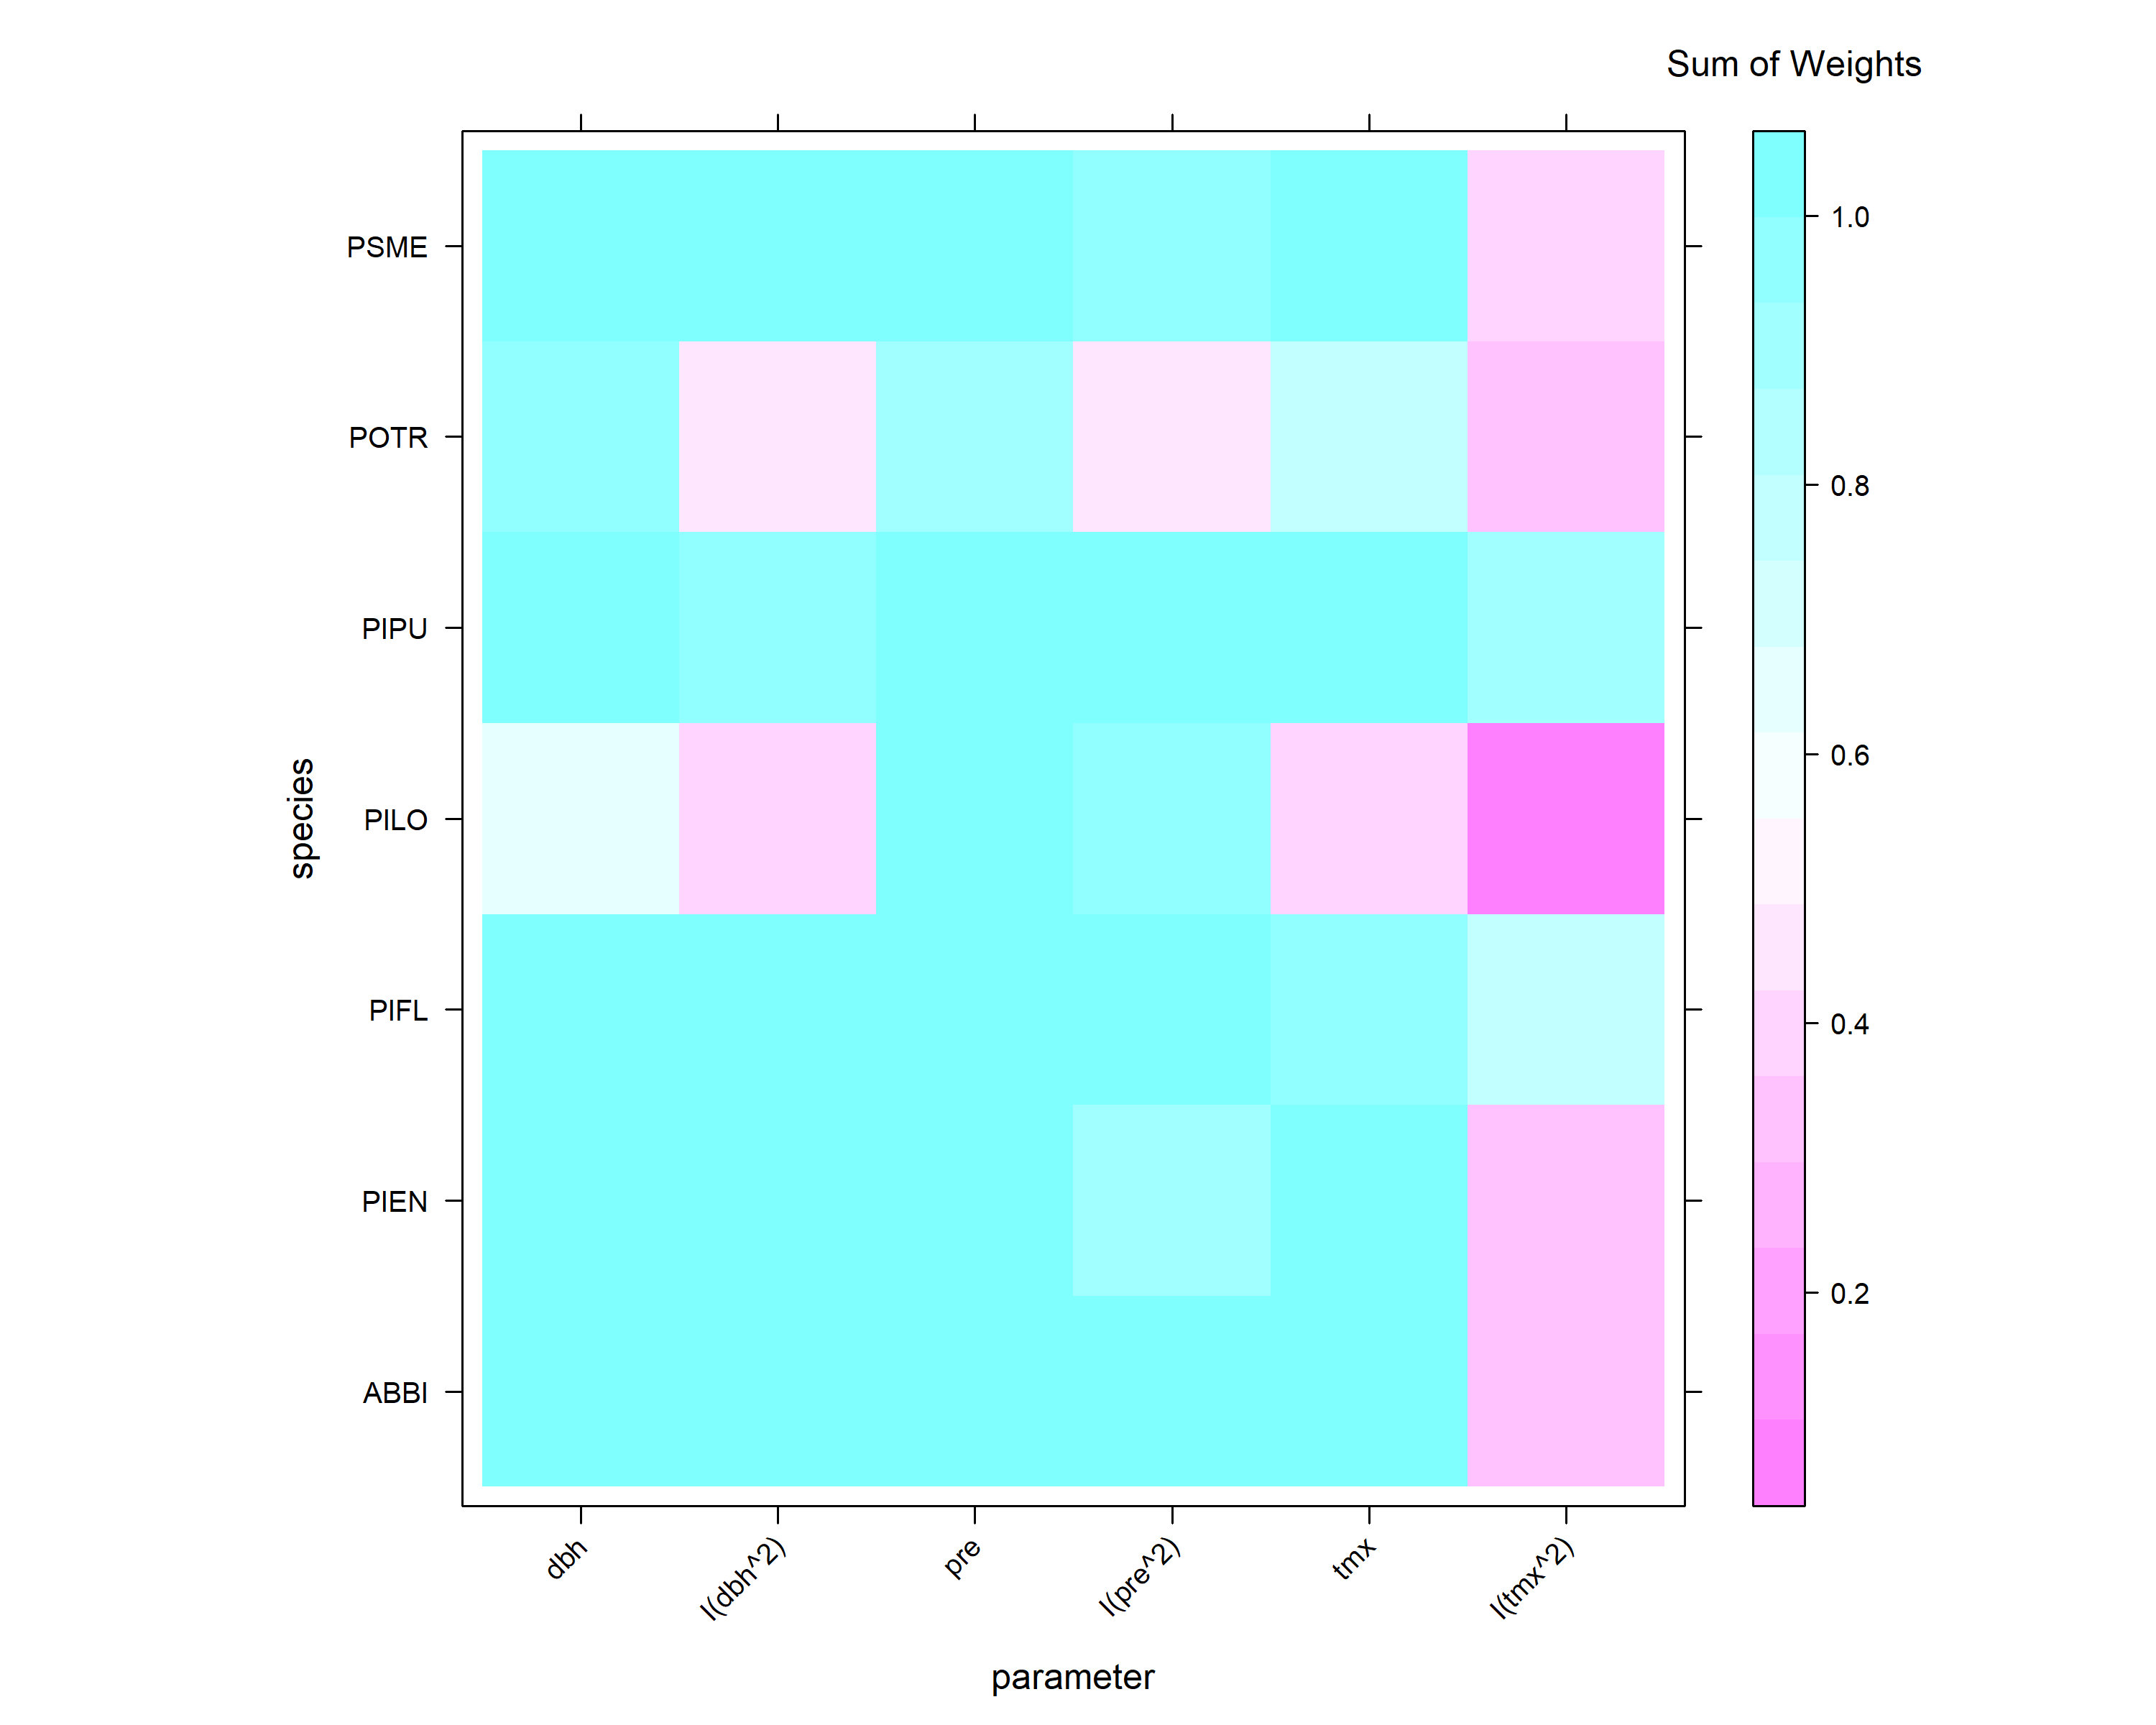 Sum of Weights
PSME
POTR
PIPU
PILO
PIFL
PIEN
ABBI
species
dbh
I(dbh^2)
pre
I(pre^2)
tmx
I(tmx^2)
parameter
1.0
0.8
0.6
0.4
0.2